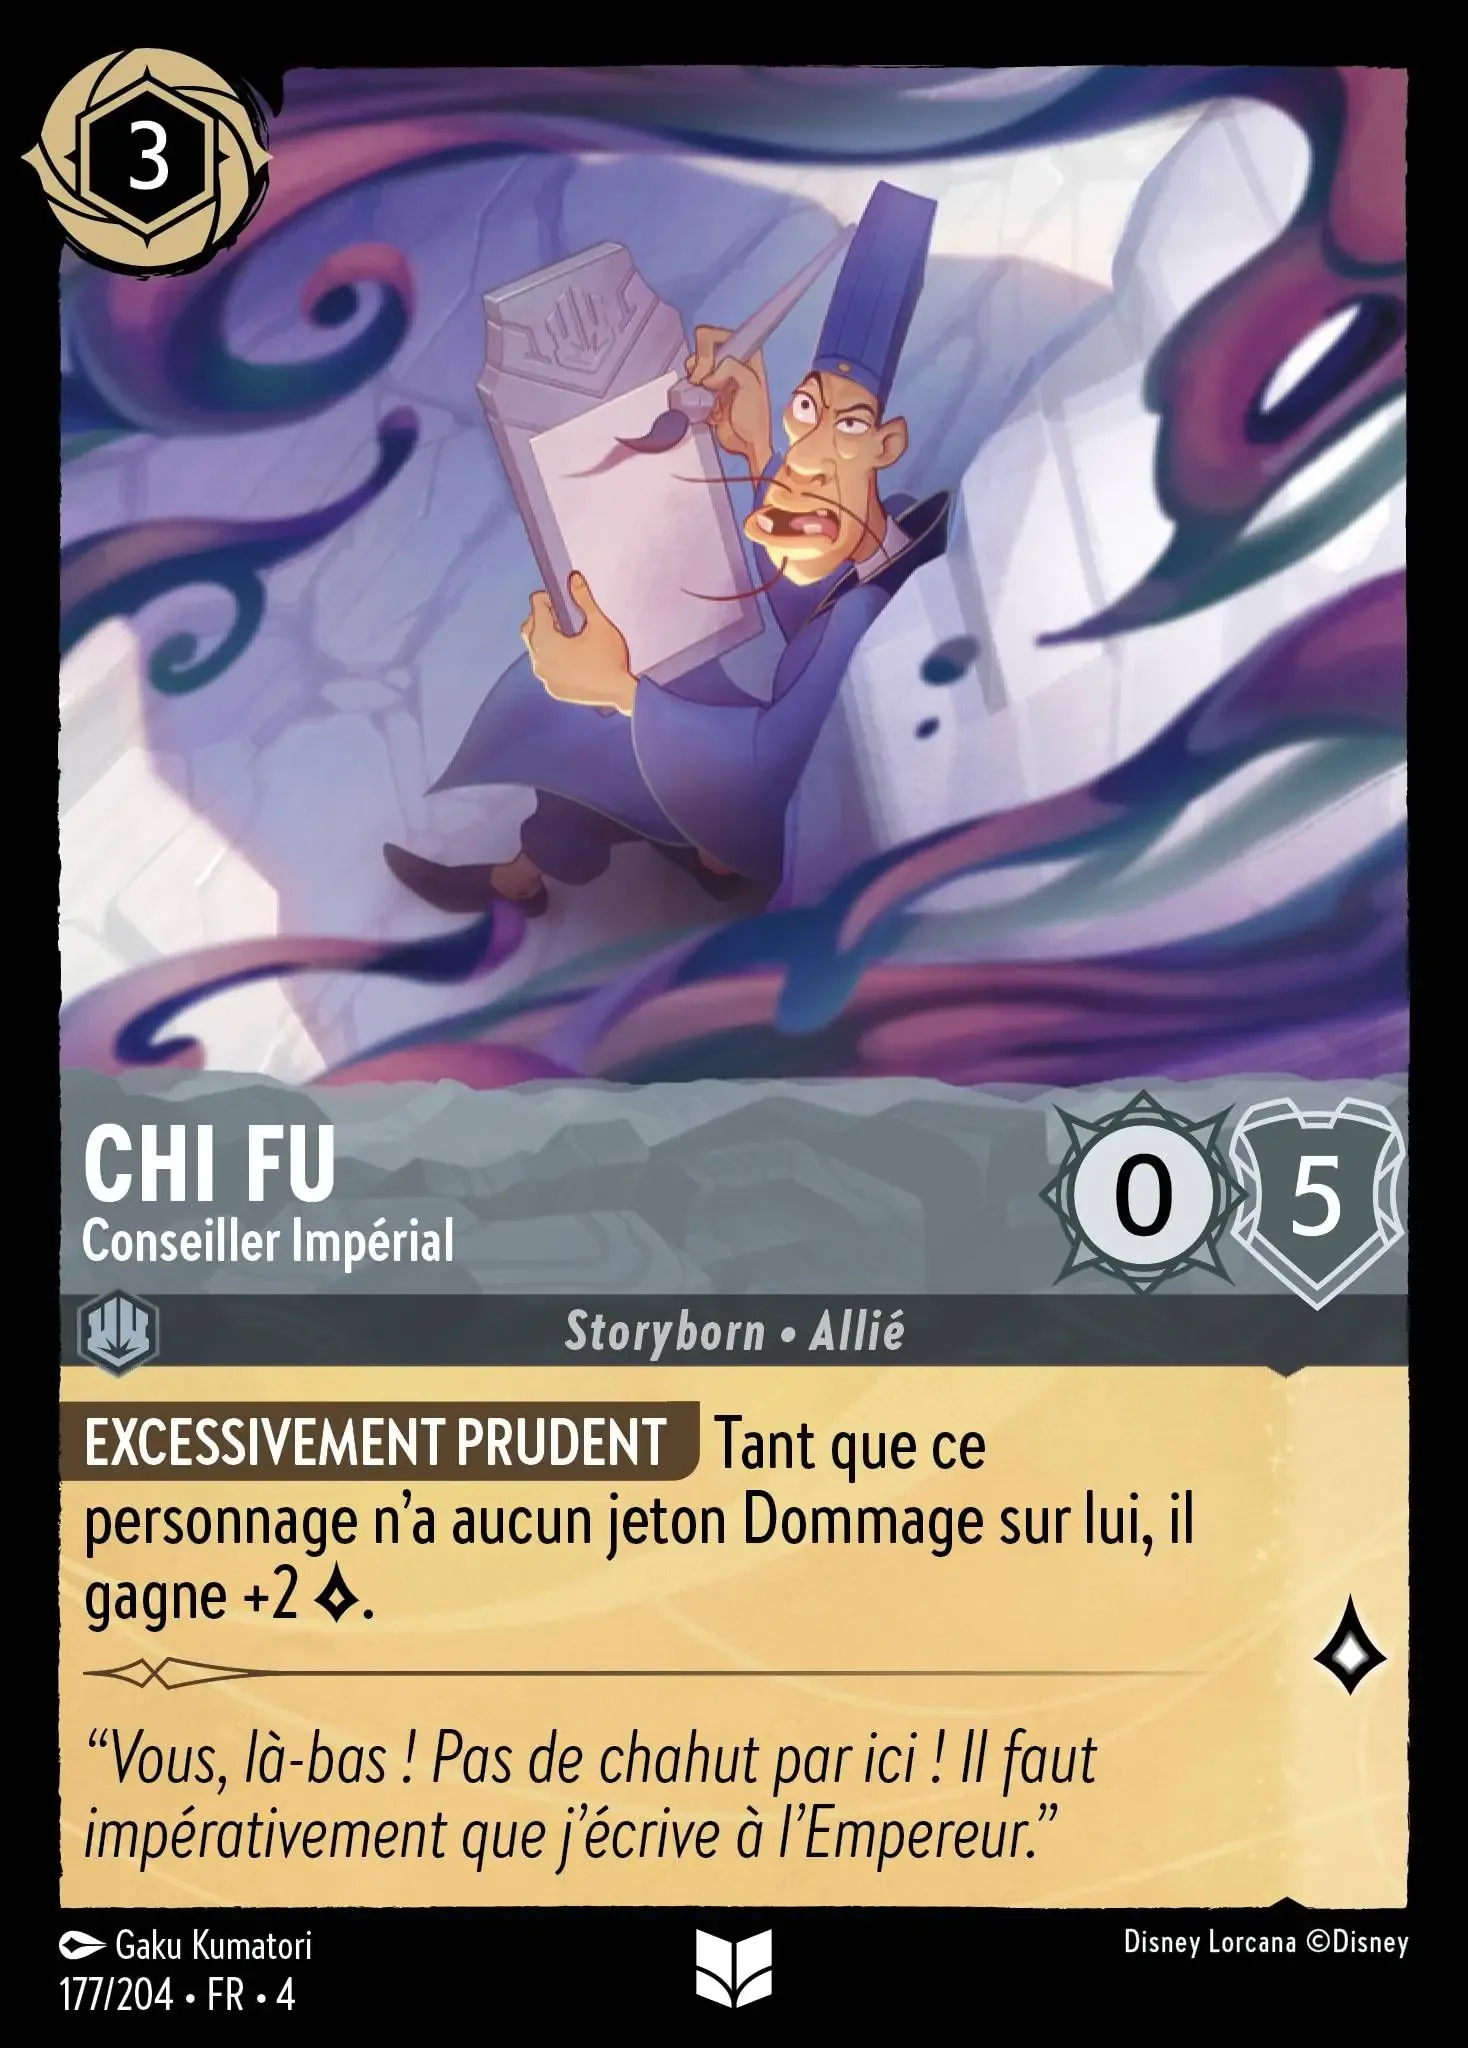 3
CHI FU
Conseiller Impérial
0
5
Storyborn • Allié
EXCESSIVEMENT PRUDENT Tant que ce
personnage n’a aucun jeton Dommage sur lui, il
gagne +2 .
“Vous, là-bas ! Pas de chahut par ici ! Il faut
impérativement que j’écrive à l’Empereur.”
Gaku Kumatori
177/204 • FR • 4
Disney Lorcana ©Disney